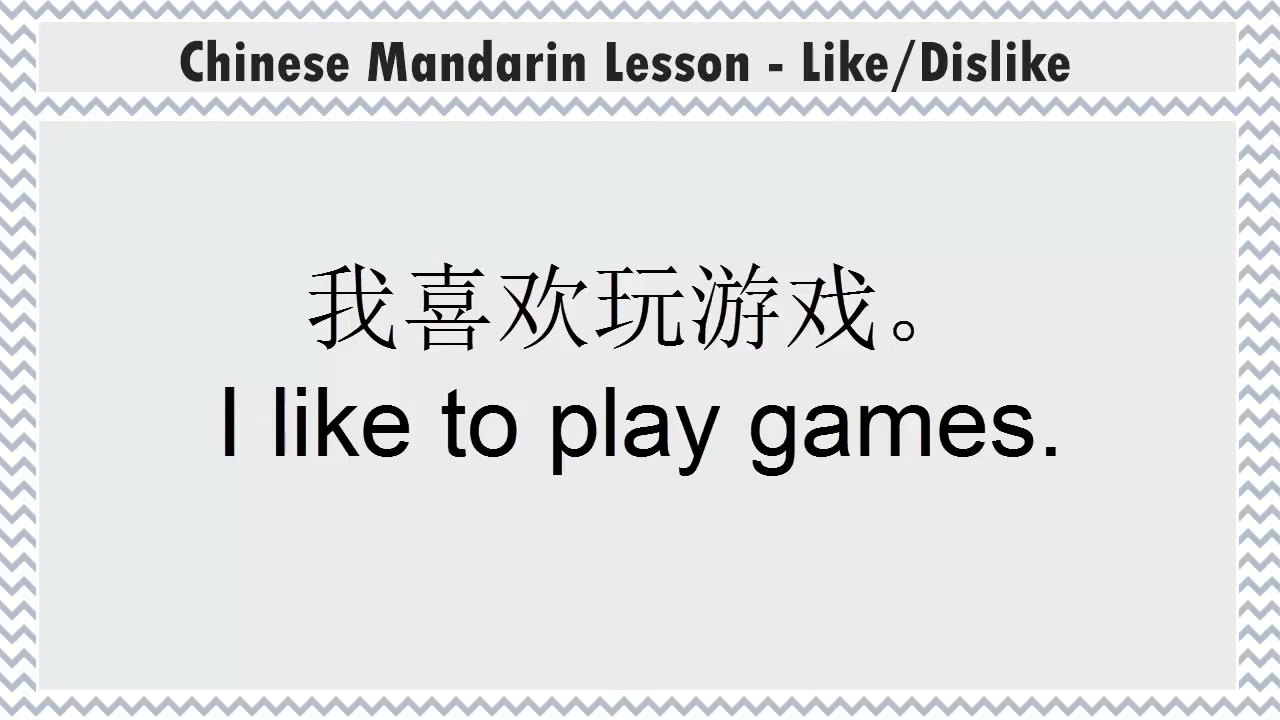 Chinese Mandarin Lesson - Like/Dislike
我喜欢玩游戏。
I like to play games.